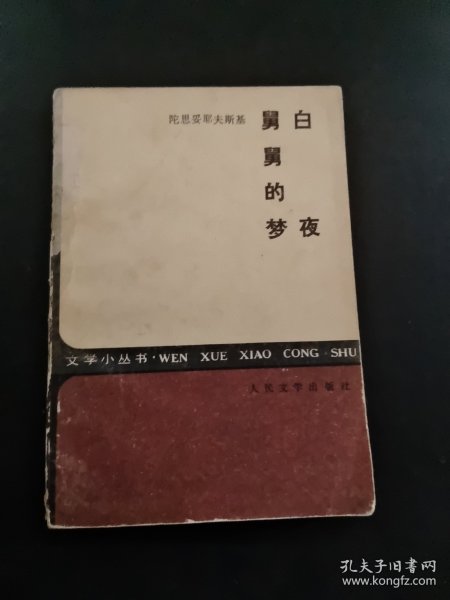 白夜
舅舅的梦
陀思妥耶夫斯基
文学小丛书·WEN XUE XIAO CONG SHU
人民文学出版社
孔夫子旧书网
www.kongfz.com